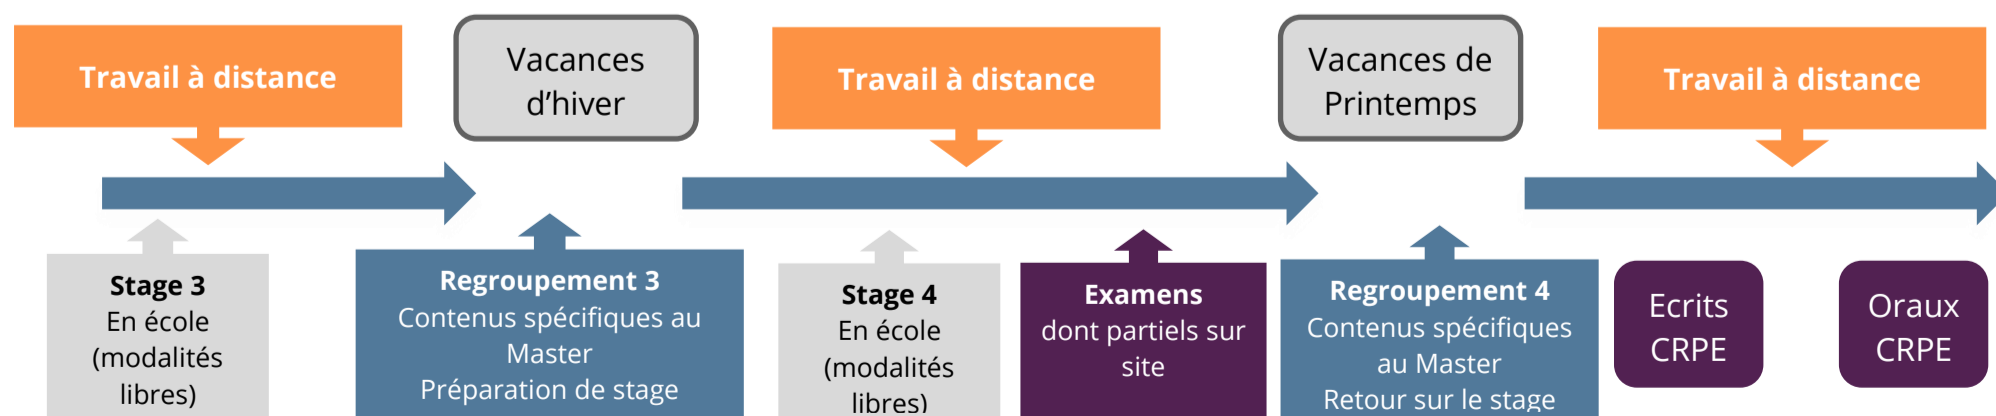 Travail à distance
Vacances
d’hiver
Travail à distance
Vacances de
Printemps
Travail à distance
Stage 3
En école
(modalités
libres)
Regroupement 3
Contenus spécifiques au
Master
Préparation de stage
Stage 4
En école
(modalités
libres)
Examens
dont partiels sur
site
Regroupement 4
Contenus spécifiques
au Master
Retour sur le stage
Ecrits
CRPE
Oraux
CRPE